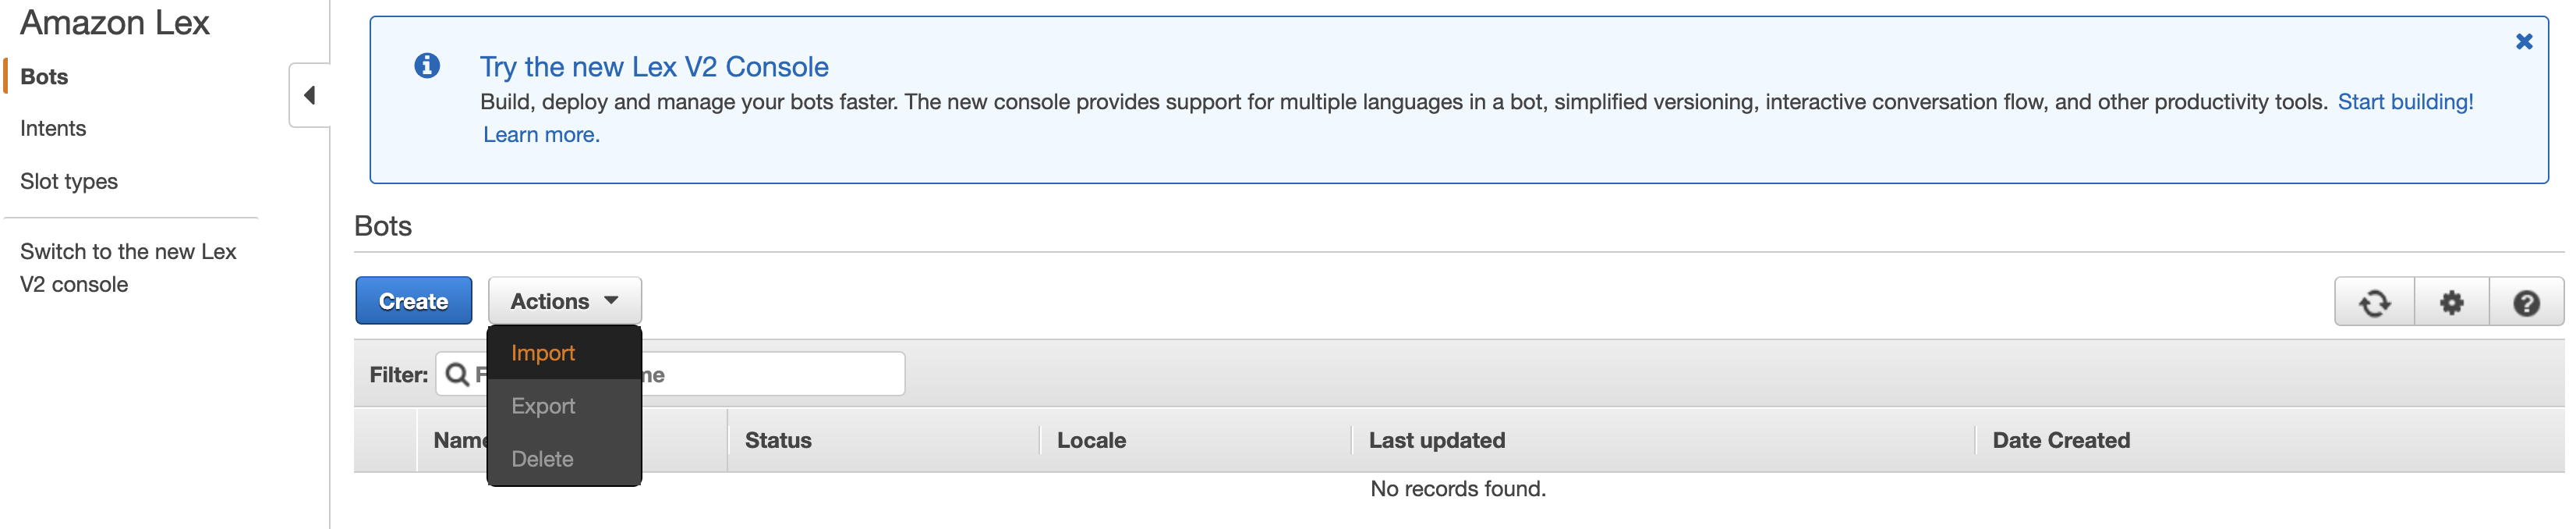 Amazon Lex
Bots
Intents
Slot types
Switch to the new Lex
V2 console
Try the new Lex V2 Console
Build, deploy and manage your bots faster. The new console provides support for multiple languages in a bot, simplified versioning, interactive conversation flow, and other productivity tools. Start building!
Learn more.
Bots
Create Actions
Import
Export
Delete
Filter:
Name Status Locale Last updated Date Created
No records found.